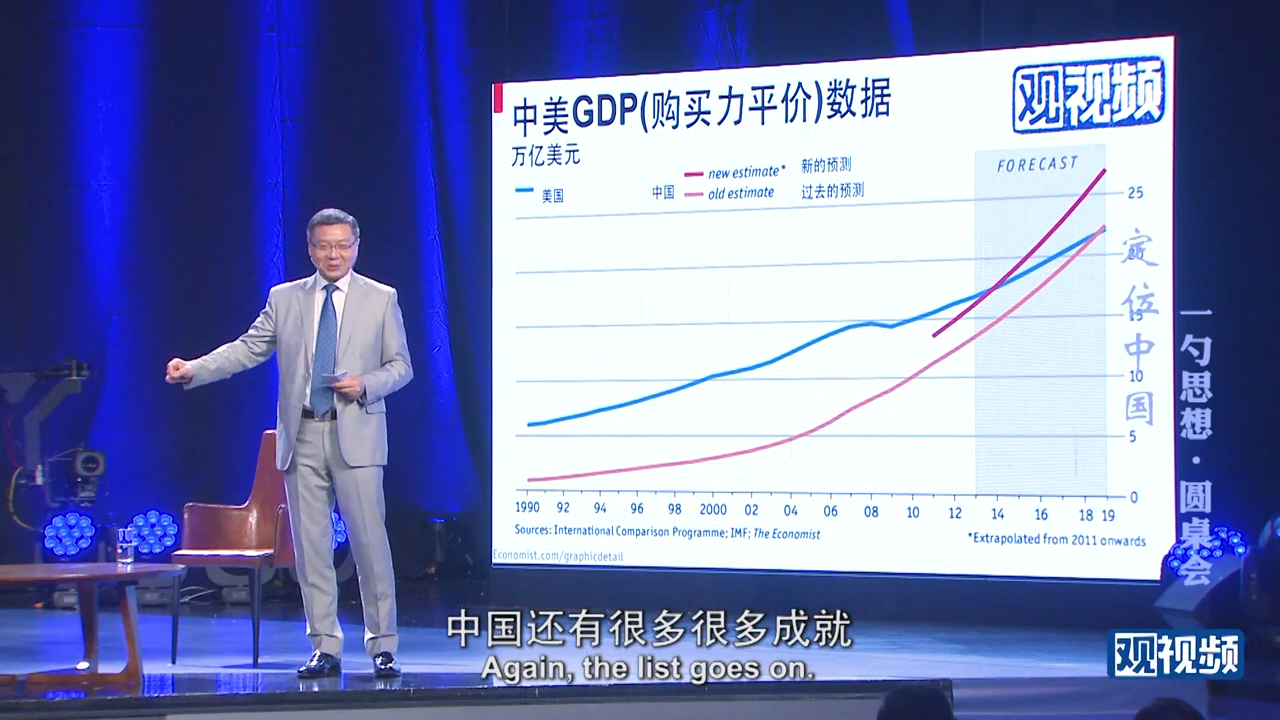 中美GDP(购买力平价)数据
观视频
万亿美元
美国
中国
new estimate* 新的预测
old estimate 过去的预测
FORECAST
25
15
10
5
0
1990 92 94 96 98 2000 02 04 06 08 10 12 14 16 18 19
Sources: International Comparison Programme; IMF; The Economist
*Extrapolated from 2011 onwards
Economist.com/graphicdetail
定位中国
一勺思想·圆桌会
中国还有很多很多成就
Again, the list goes on.
观视频